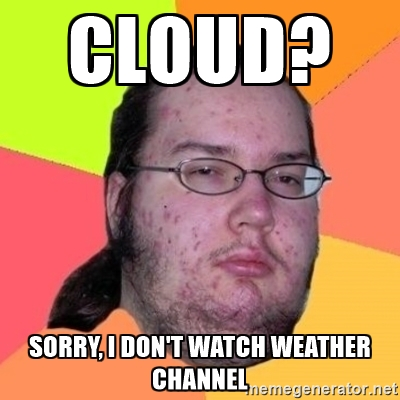 CLOUD?
SORRY, I DON'T WATCH WEATHER
CHANNEL
memegenerator.net